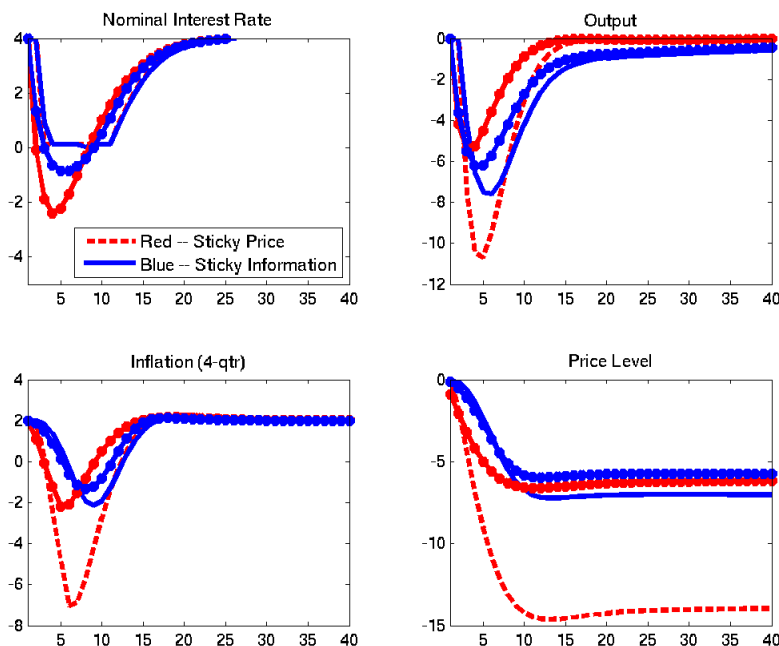 Nominal Interest Rate
4
2
0
-2
-4
5 10 15 20 25 30 35 40
Red -- Sticky Price
Blue -- Sticky Information
Output
0
-2
-4
-6
-8
-10
-12
5 10 15 20 25 30 35 40
Inflation (4-qtr)
4
2
0
-2
-4
-6
-8
5 10 15 20 25 30 35 40
Price Level
0
-5
-10
-15
5 10 15 20 25 30 35 40